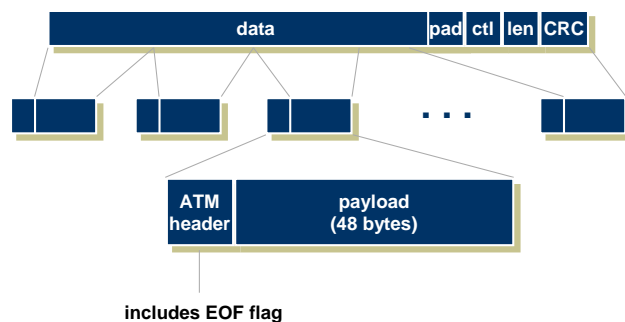 data pad ctl len CRC
. . .
ATM
header
payload
(48 bytes)
includes EOF flag